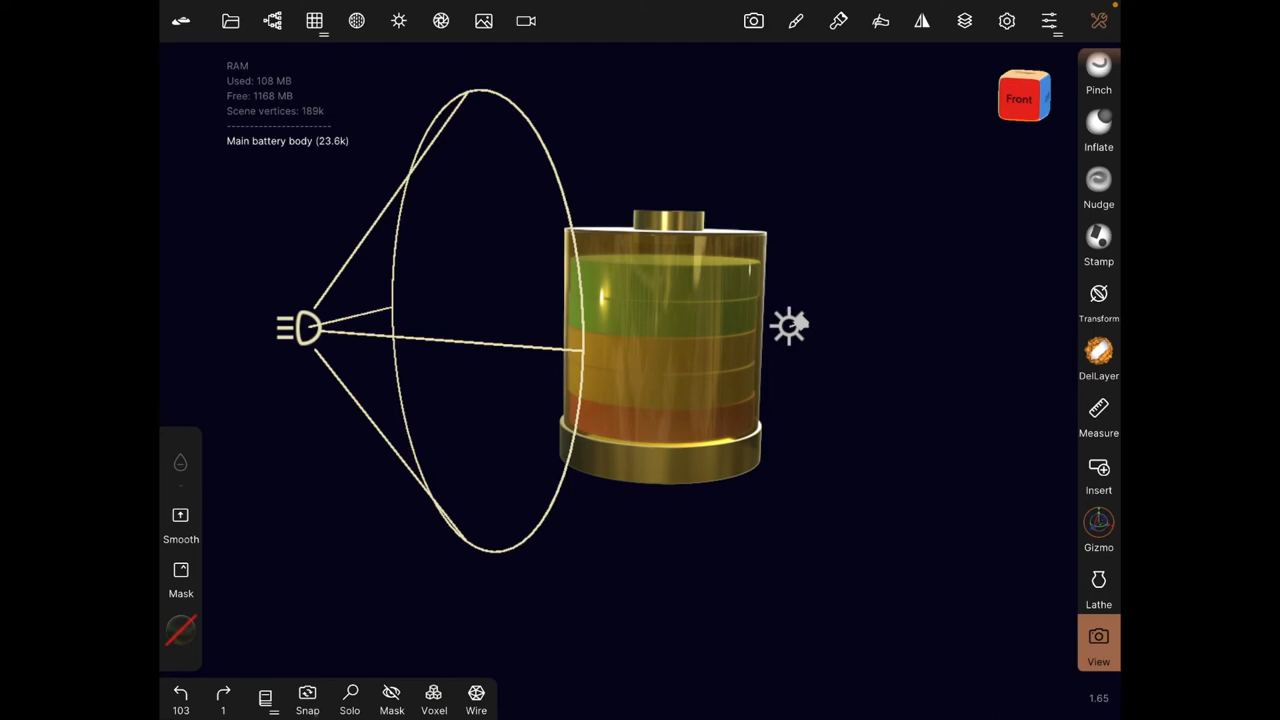 RAM
Used: 108 MB
Free: 1168 MB
Scene vertices: 189k
-----------------------
Main battery body (23.6k)
Front
Pinch
Inflate
Nudge
Stamp
Transform
DelLayer
Measure
Insert
Gizmo
Lathe
View
1.65
-
Smooth
Mask
103
1
Snap
Solo
Mask
Voxel
Wire